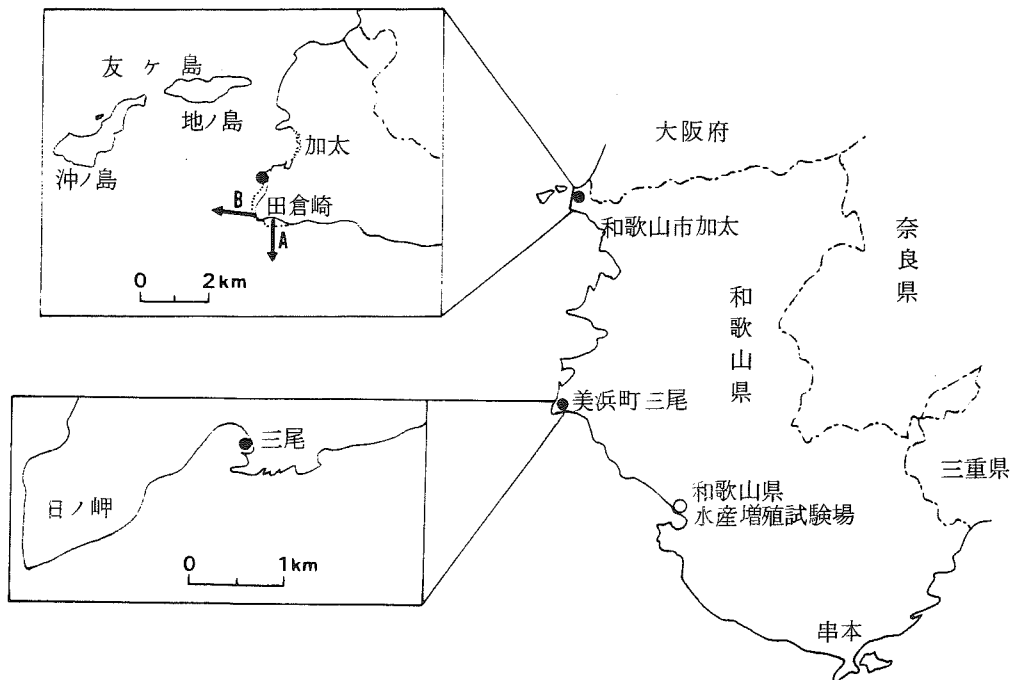 友ヶ島
地ノ島
沖ノ島
加太
B
田倉崎
A
0 2km
大阪府
和歌山市加太
奈良県
和歌山県
美浜町三尾
三尾
日ノ岬
0 1km
三重県
和歌山県
水産増殖試験場
串本